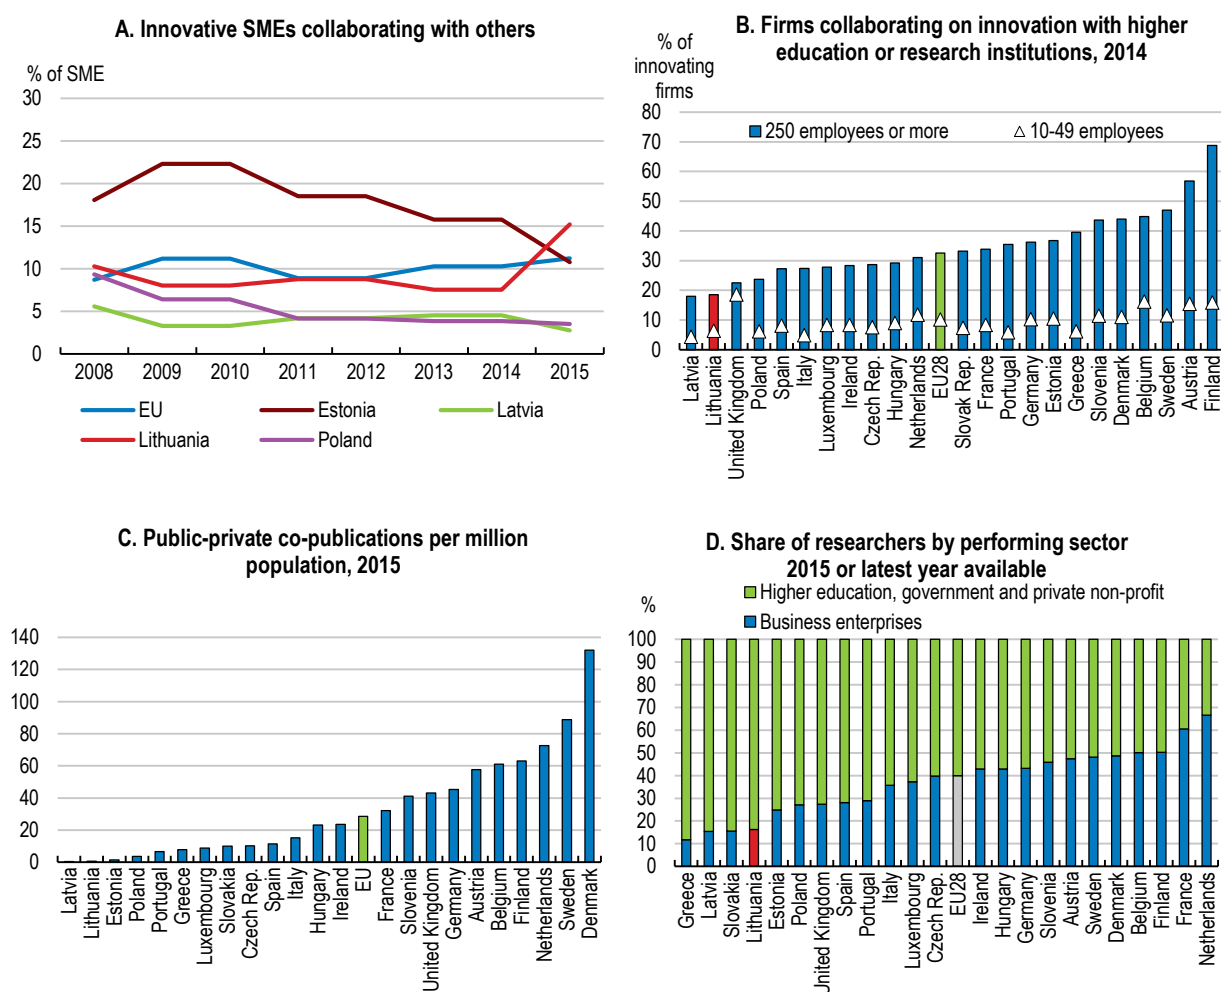 A. Innovative SMEs collaborating with others
% of SME
30
25
20
15
10
5
0
2008 2009 2010 2011 2012 2013 2014 2015
EU Estonia Latvia
Lithuania Poland
B. Firms collaborating on innovation with higher
education or research institutions, 2014
% of
innovating
firms
80
70
60
50
40
30
20
10
0
250 employees or more 10-49 employees
Latvia
Lithuania
United Kingdom
Poland
Spain
Italy
Luxembourg
Ireland
Czech Rep.
Hungary
Netherlands
EU28
Slovak Rep.
France
Portugal
Germany
Estonia
Greece
Slovenia
Denmark
Belgium
Sweden
Austria
Finland
C. Public-private co-publications per million
population, 2015
140
120
100
80
60
40
20
0
Latvia
Lithuania
Estonia
Poland
Portugal
Greece
Luxembourg
Slovakia
Czech Rep.
Spain
Italy
Hungary
Ireland
EU
France
Slovenia
United Kingdom
Germany
Austria
Belgium
Finland
Netherlands
Sweden
Denmark
D. Share of researchers by performing sector
2015 or latest year available
Higher education, government and private non-profit
Business enterprises
%
100
90
80
70
60
50
40
30
20
10
0
Greece
Latvia
Slovakia
Lithuania
Estonia
Poland
United Kingdom
Spain
Portugal
Italy
Luxembourg
Czech Rep.
EU28
Ireland
Hungary
Germany
Slovenia
Austria
Sweden
Denmark
Belgium
Finland
France
Netherlands